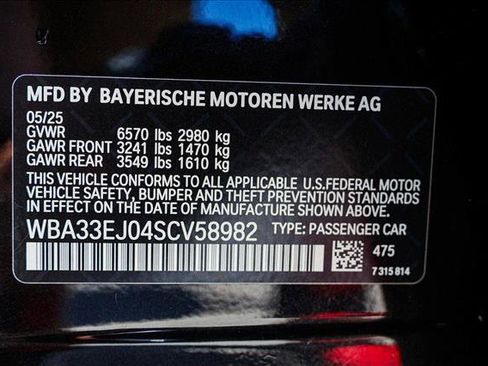 MFD BY BAYERISCHE MOTOREN WERKE AG
05/25
GVWR 6570 lbs 2980 kg
GAWR FRONT 3241 lbs 1470 kg
GAWR REAR 3549 lbs 1610 kg
THIS VEHICLE CONFORMS TO ALL APPLICABLE U.S.FEDERAL MOTOR
VEHICLE SAFETY, BUMPER AND THEFT PREVENTION STANDARDS
IN EFFECT ON THE DATE OF MANUFACTURE SHOWN ABOVE.
WBA33EJ04SCV58982 TYPE: PASSENGER CAR
475
7 315 814